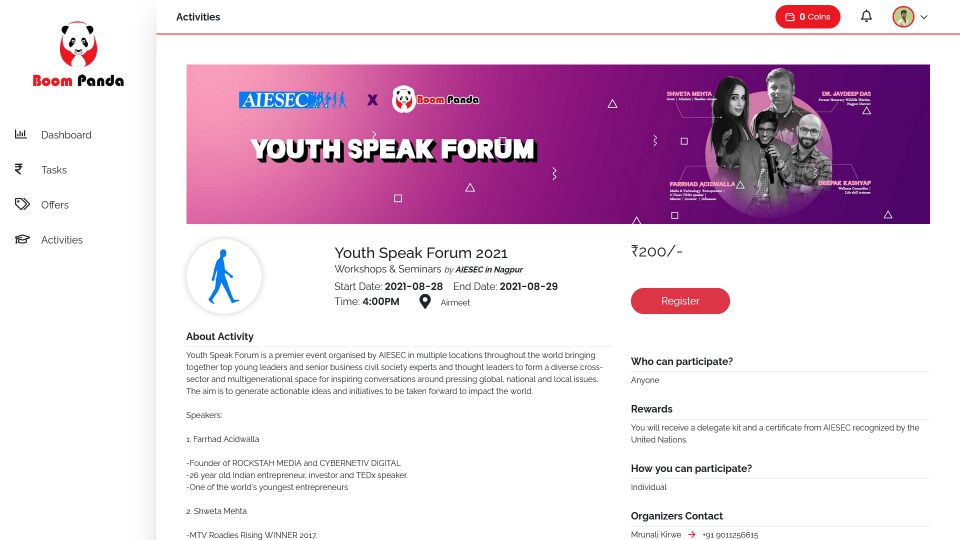 Activities
0 Coins
Boom Panda
Dashboard
Tasks
Offers
Activities
AIESEC X Boom Panda
YOUTH SPEAK FORUM
SHWETA MEHTA
DR. JAYDEEP DAS
FARRHAD ACIDWALLA
DEEPAK KASHYAP
Youth Speak Forum 2021
Workshops & Seminars by AIESEC in Nagpur
Start Date: 2021-08-28 End Date: 2021-08-29
Time: 4:00PM Airmeet
₹200/-
Register
About Activity
Youth Speak Forum is a premier event organised by AIESEC in multiple locations throughout the world bringing
together top young leaders and senior business civil society experts and thought leaders to form a diverse cross-
sector and multigenerational space for inspiring conversations around pressing global, national and local issues.
The aim is to generate actionable ideas and initiatives to be taken forward to impact the world.
Speakers:
1. Farrhad Acidwalla
-Founder of ROCKSTAH MEDIA and CYBERNETIV DIGITAL
-26 year old Indian entrepreneur, investor and TEDx speaker.
-One of the world's youngest entrepreneurs
2. Shweta Mehta
-MTV Roadies Rising WINNER 2017.
Who can participate?
Anyone
Rewards
You will receive a delegate kit and a certificate from AIESEC recognized by the
United Nations.
How you can participate?
Individual
Organizers Contact
Mrunali Kirwe → +91 9011256615